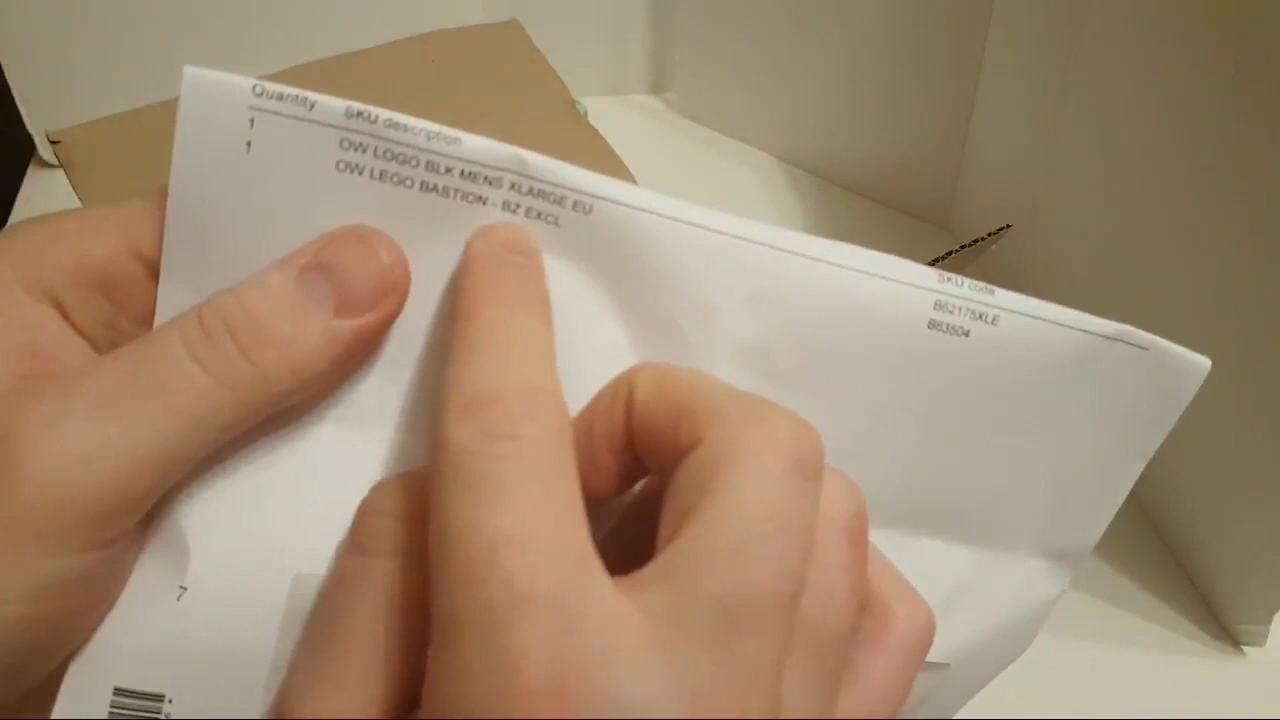 Quantity SKU description SKU code
1 OW LOGO BLK MENS XLARGE EU B62175XLE
1 OW LEGO BASTION - BZ EXCL B63504
7